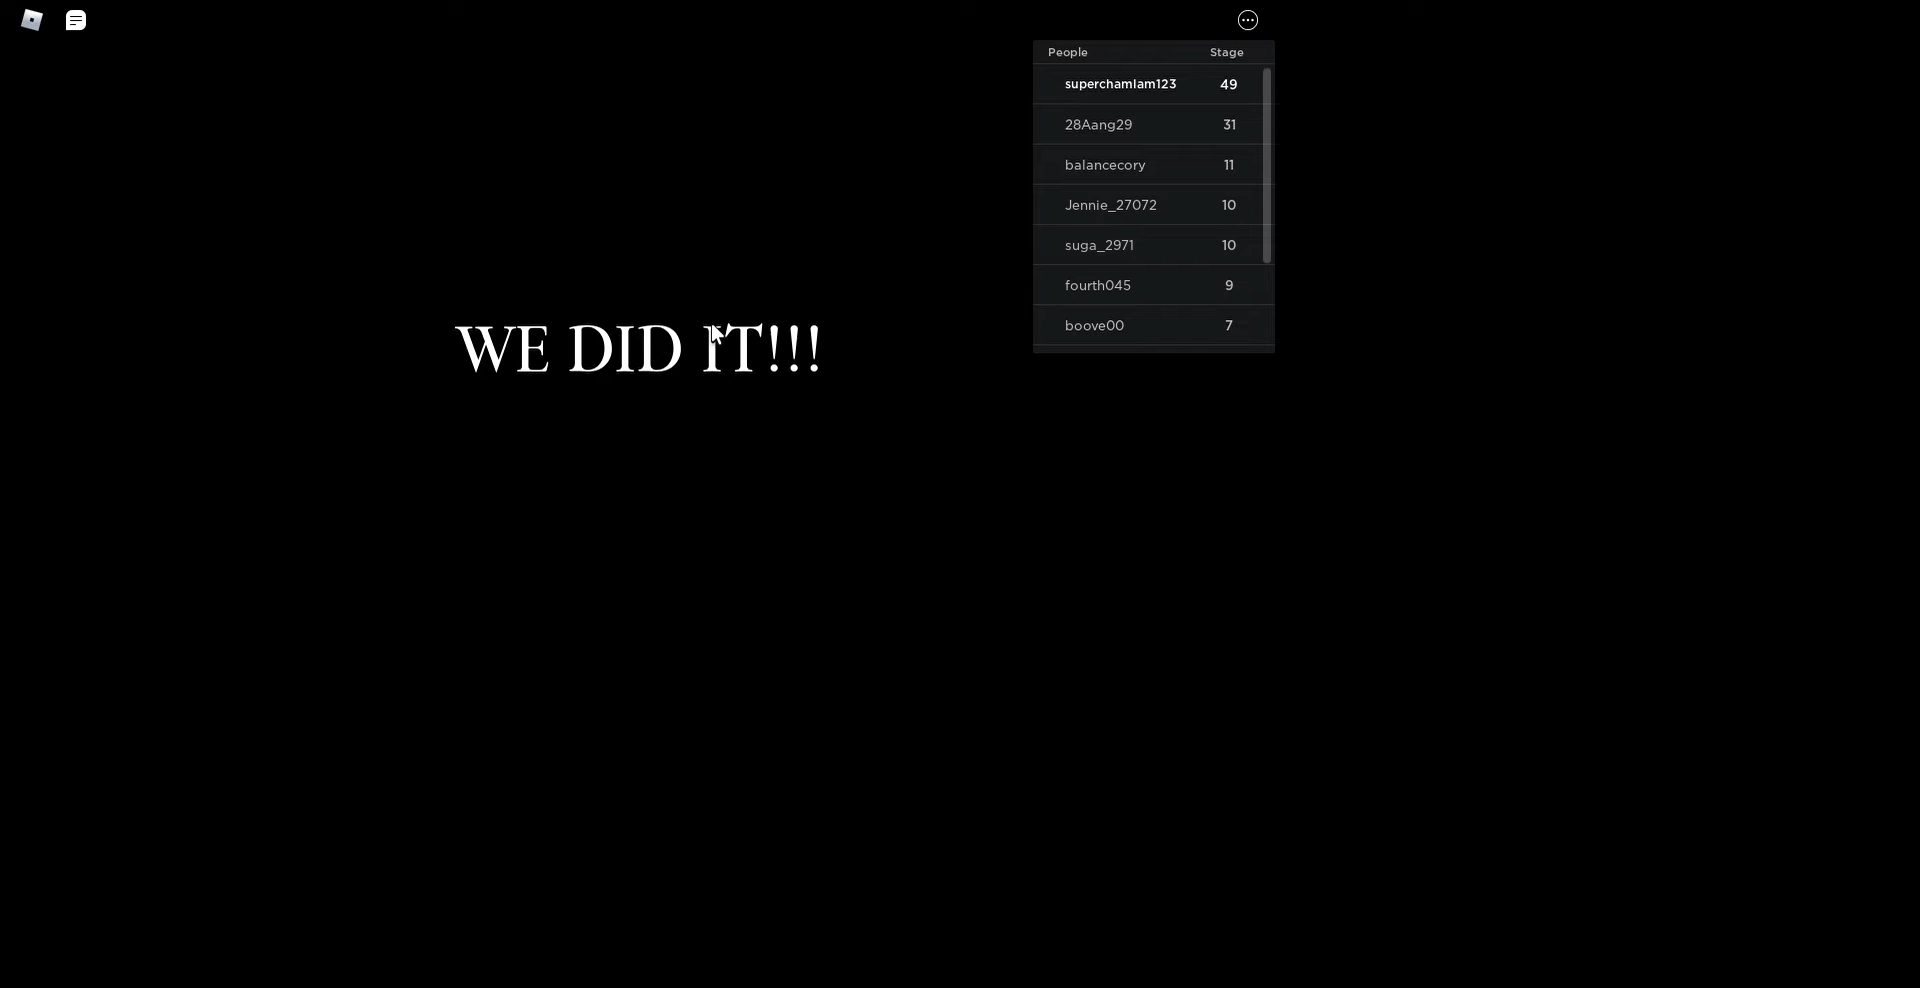 People Stage
superchamlam123 49
28Aang29 31
balancecory 11
Jennie_27072 10
suga_2971 10
fourth045 9
boove00 7
WE DID IT!!!